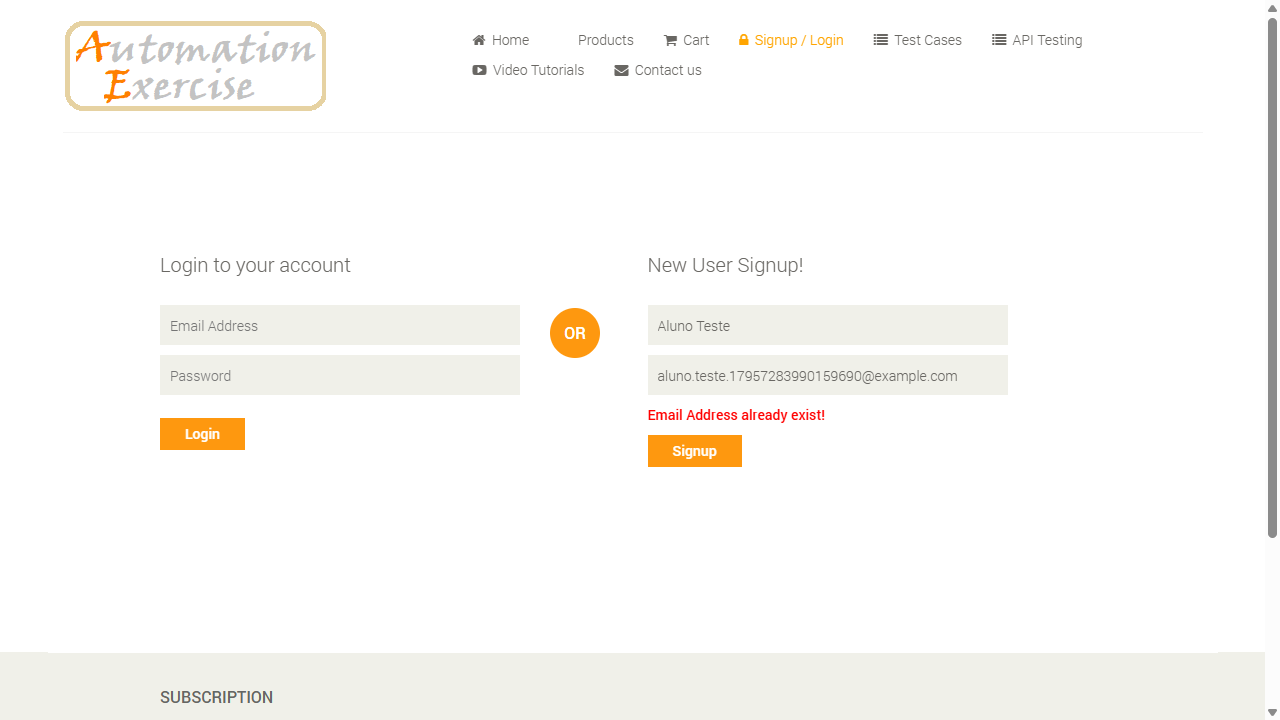 Automation
Exercise
Home
Products
Cart
Signup / Login
Test Cases
API Testing
Video Tutorials
Contact us
Login to your account
Email Address
Password
Login
OR
New User Signup!
Aluno Teste
aluno.teste.17957283990159690@example.com
Email Address already exist!
Signup
SUBSCRIPTION